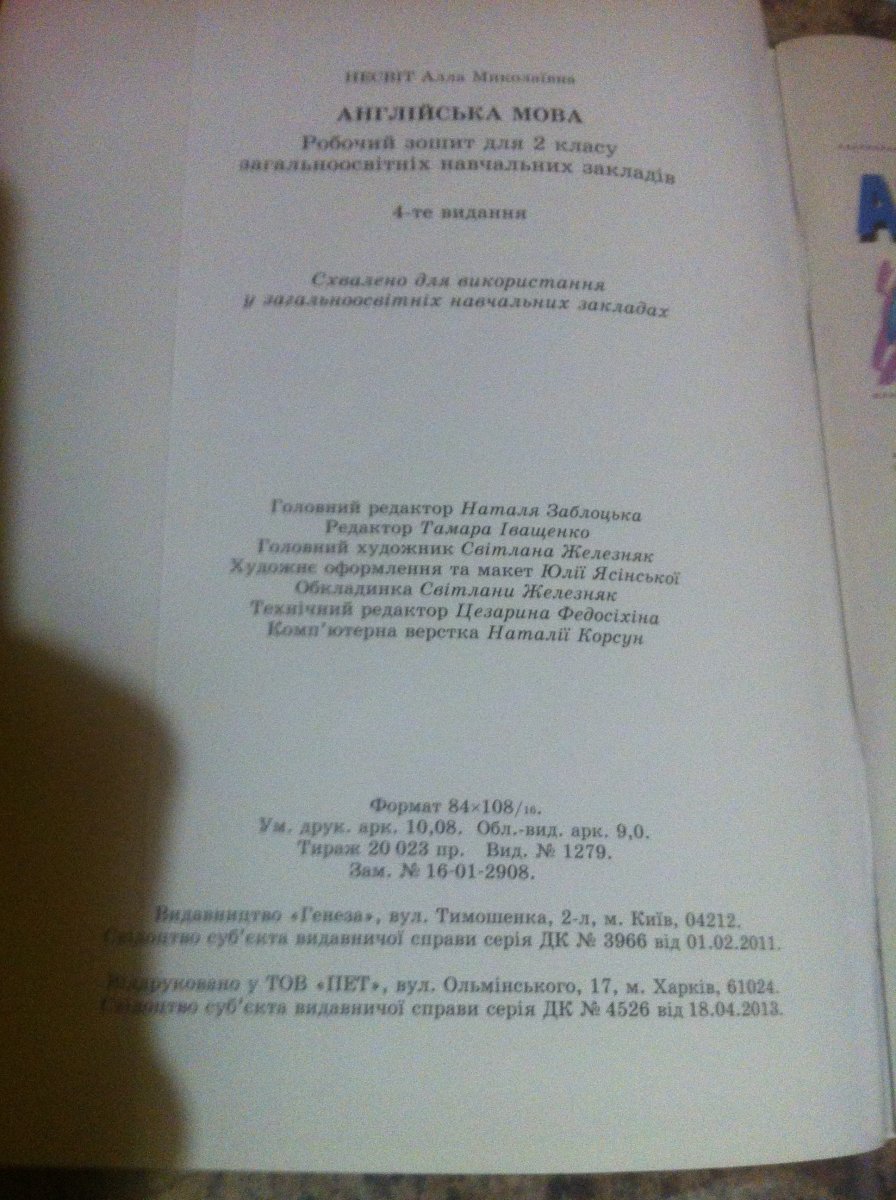 НЕСВІТ Алла Миколаївна
АНГЛІЙСЬКА МОВА
Робочий зошит для 2 класу
загальноосвітніх навчальних закладів
4-те видання
Схвалено для використання
у загальноосвітніх навчальних закладах
Головний редактор Наталя Заблоцька
Редактор Тамара Іващенко
Головний художник Світлана Железняк
Художнє оформлення та макет Юлії Ясінської
Обкладинка Світлани Железняк
Технічний редактор Цезарина Федосіхіна
Комп'ютерна верстка Наталії Корсун
Формат 84×108/16.
Ум. друк. арк. 10,08. Обл.-вид. арк. 9,0.
Тираж 20 023 пр. Вид. № 1279.
Зам. № 16-01-2908.
Видавництво «Генеза», вул. Тимошенка, 2-л, м. Київ, 04212.
Свідоцтво суб'єкта видавничої справи серія ДК № 3966 від 01.02.2011.
Віддруковано у ТОВ «ПЕТ», вул. Ольмінського, 17, м. Харків, 61024.
Свідоцтво суб'єкта видавничої справи серія ДК № 4526 від 18.04.2013.
A